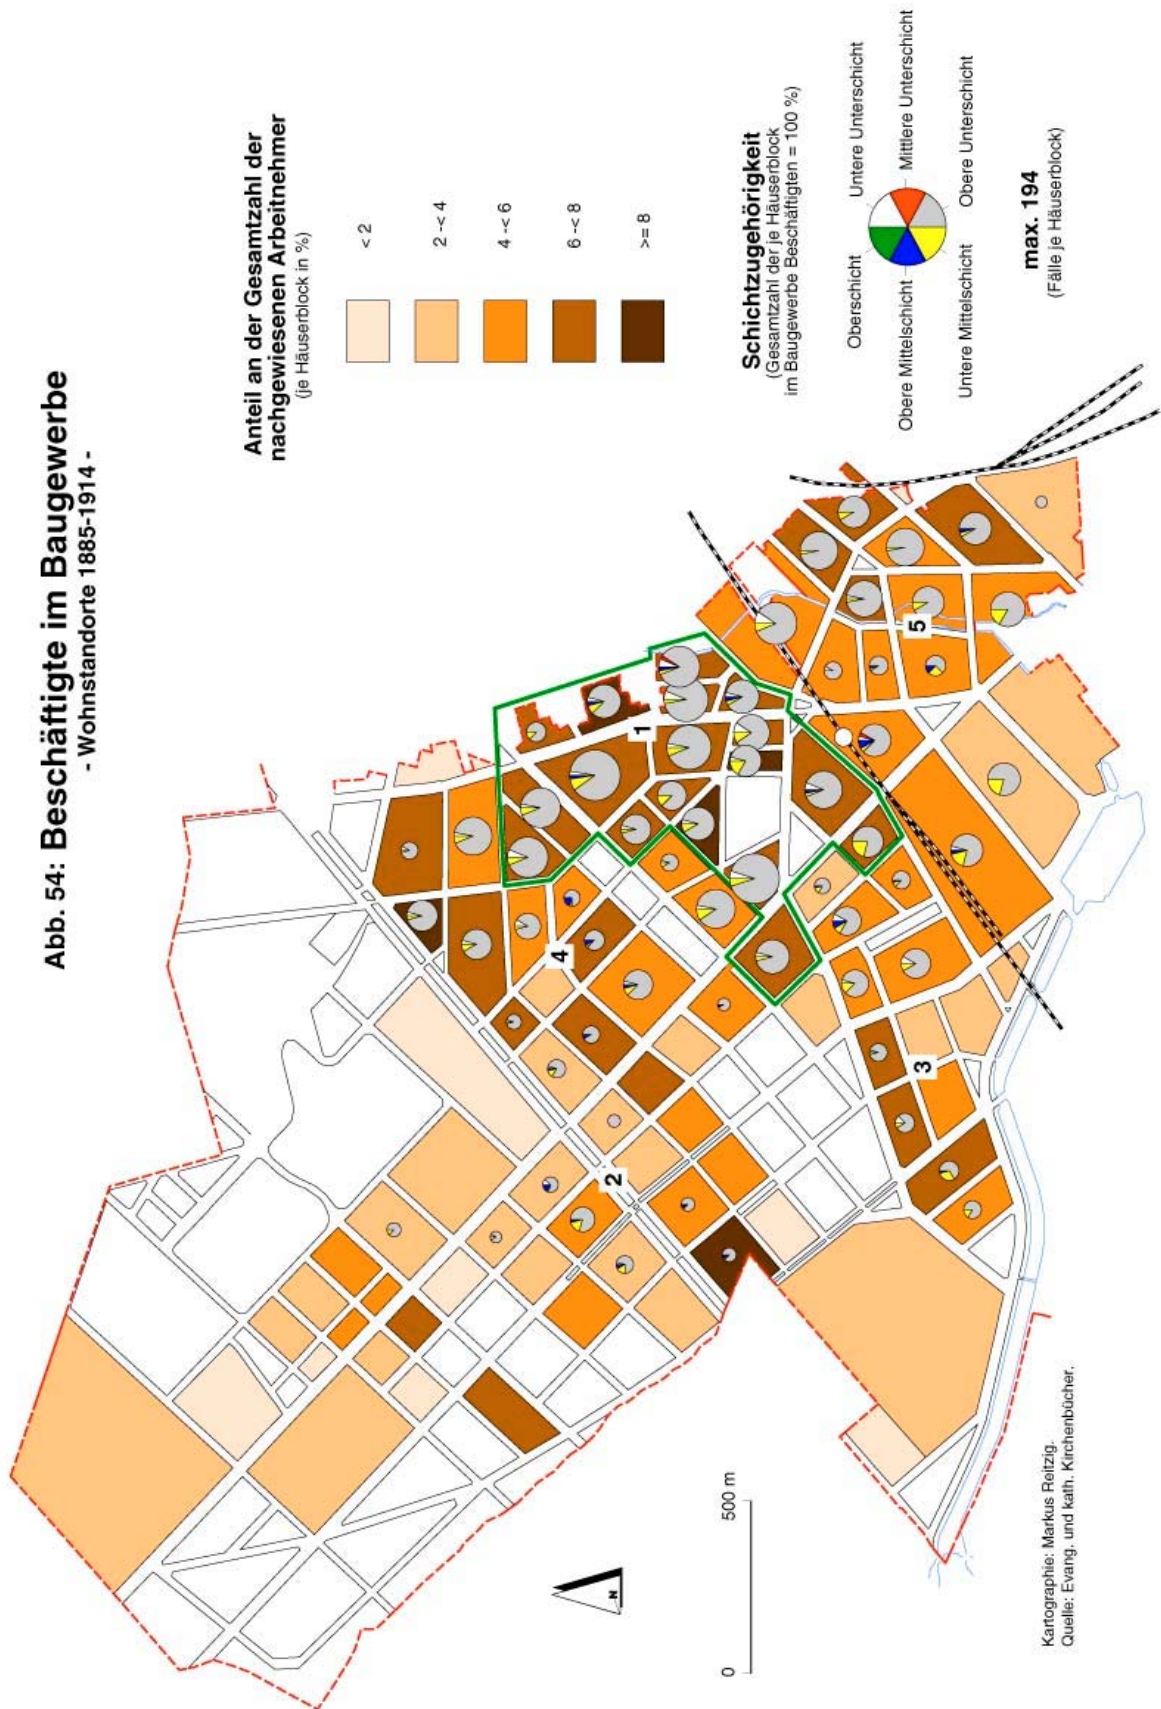 Abb. 54: Beschäftigte im Baugewerbe
- Wohnstandorte 1885-1914 -
Anteil an der Gesamtzahl der
nachgewiesenen Arbeitnehmer
(je Häuserblock in %)
< 2
2 -< 4
4 -< 6
6 -< 8
>= 8
Schichtzugehörigkeit
(Gesamtzahl der je Häuserblock
im Baugewerbe Beschäftigten = 100 %)
Oberschicht
Untere Unterschicht
Obere Mittelschicht
Mittlere Unterschicht
Untere Mittelschicht
Obere Unterschicht
max. 194
(Fälle je Häuserblock)
1
2
3
4
5
N
0
500 m
Kartographie: Markus Reitzig.
Quelle: Evang. und kath. Kirchenbücher.